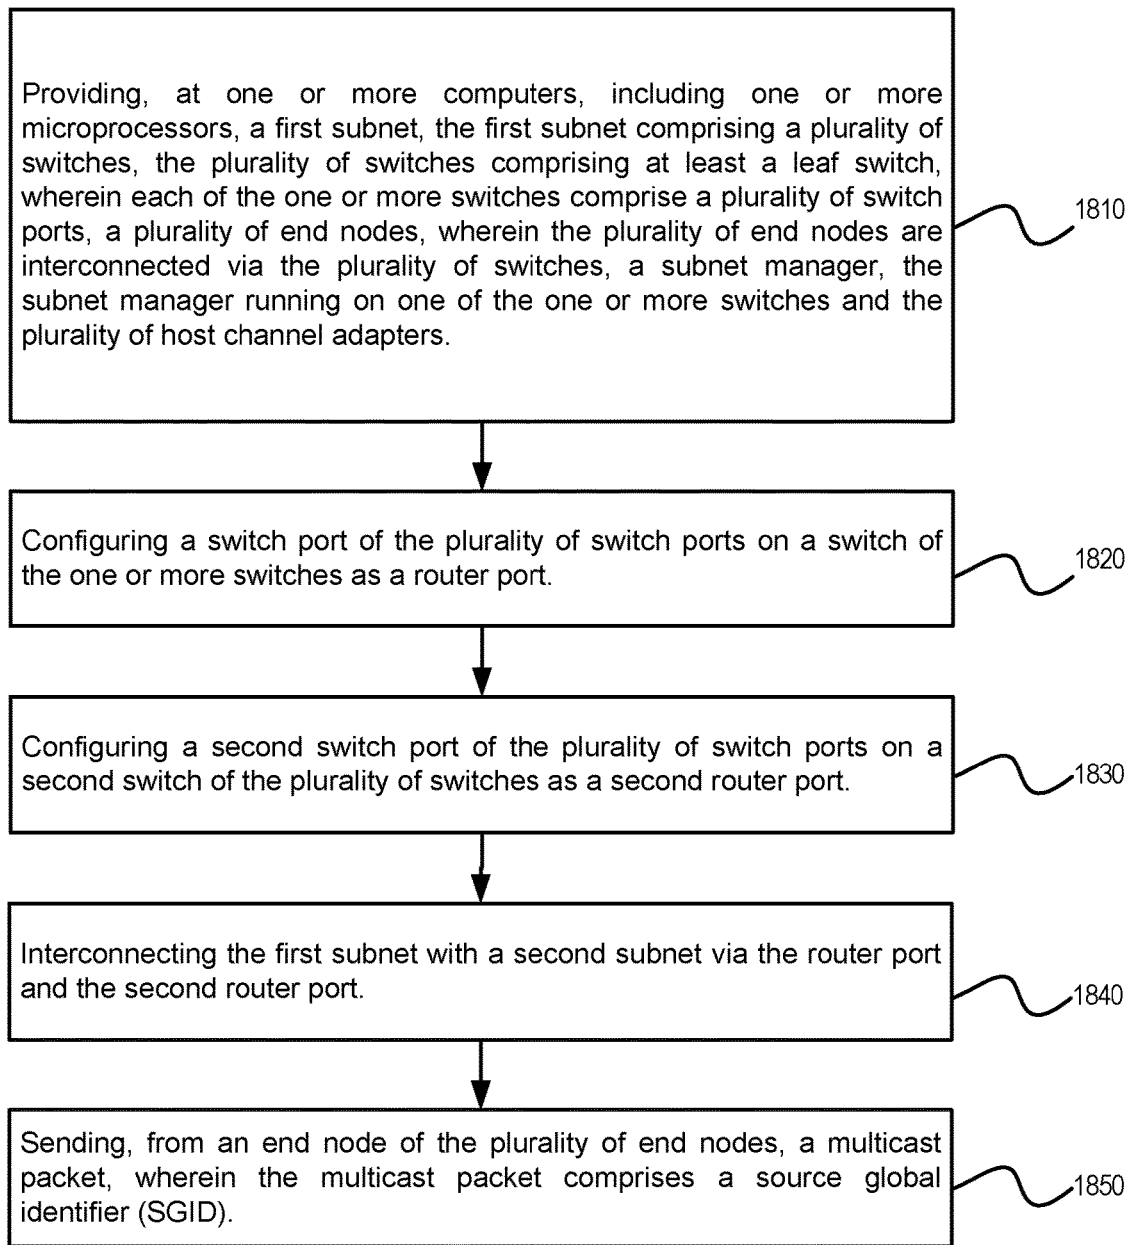 Providing, at one or more computers, including one or more
microprocessors, a first subnet, the first subnet comprising a plurality of
switches, the plurality of switches comprising at least a leaf switch,
wherein each of the one or more switches comprise a plurality of switch
ports, a plurality of end nodes, wherein the plurality of end nodes are
interconnected via the plurality of switches, a subnet manager, the
subnet manager running on one of the one or more switches and the
plurality of host channel adapters.
1810
Configuring a switch port of the plurality of switch ports on a switch of
the one or more switches as a router port.
1820
Configuring a second switch port of the plurality of switch ports on a
second switch of the plurality of switches as a second router port.
1830
Interconnecting the first subnet with a second subnet via the router port
and the second router port.
1840
Sending, from an end node of the plurality of end nodes, a multicast
packet, wherein the multicast packet comprises a source global
identifier (SGID).
1850